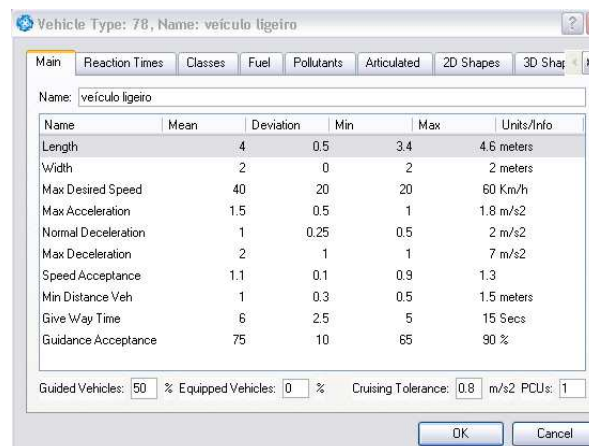 Vehicle Type: 78, Name: veículo ligeiro
Main Reaction Times Classes Fuel Pollutants Articulated 2D Shapes 3D Shap
Name: veículo ligeiro
Name Mean Deviation Min Max Units/Info
Length 4 0.5 3.4 4.6 meters
Width 2 0 2 2 meters
Max Desired Speed 40 20 20 60 Km/h
Max Acceleration 1.5 0.5 1 1.8 m/s2
Normal Deceleration 1 0.25 0.5 2 m/s2
Max Deceleration 2 1 1 7 m/s2
Speed Acceptance 1.1 0.1 0.9 1.3
Min Distance Veh 1 0.3 0.5 1.5 meters
Give Way Time 6 2.5 5 15 Secs
Guidance Acceptance 75 10 65 90 %
Guided Vehicles: 50 % Equipped Vehicles: 0 % Cruising Tolerance: 0.8 m/s2 PCUs: 1
OK Cancel